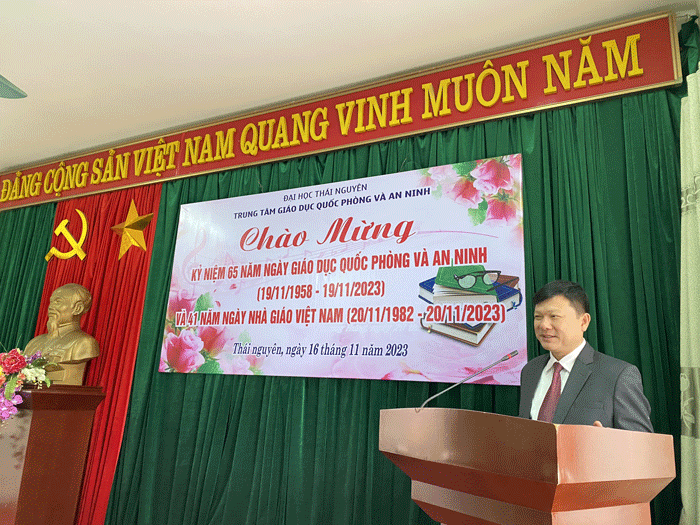 ĐẢNG CỘNG SẢN VIỆT NAM QUANG VINH MUÔN NĂM
ĐẠI HỌC THÁI NGUYÊN
TRUNG TÂM GIÁO DỤC QUỐC PHÒNG VÀ AN NINH
Chào Mừng
KỶ NIỆM 65 NĂM NGÀY GIÁO DỤC QUỐC PHÒNG VÀ AN NINH
(19/11/1958 - 19/11/2023)
VÀ 41 NĂM NGÀY NHÀ GIÁO VIỆT NAM (20/11/1982 - 20/11/2023)
Thái nguyên, ngày 16 tháng 11 năm 2023